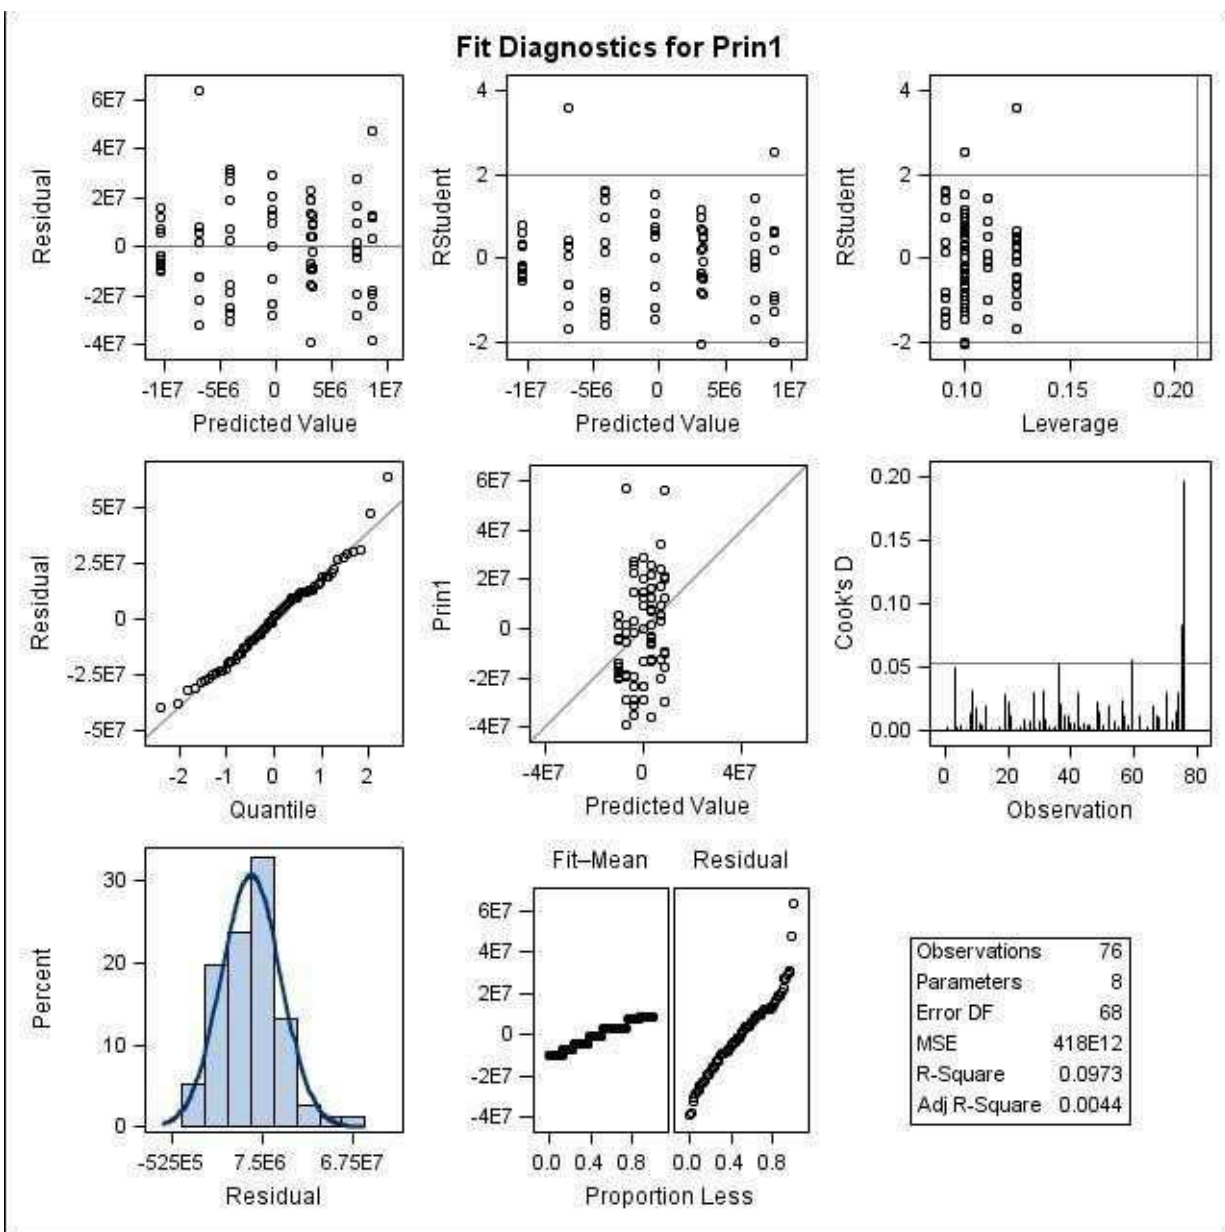 Fit Diagnostics for Prin1
Residual
6E7
4E7
2E7
0
-2E7
-4E7
-1E7 -5E6 0 5E6 1E7
Predicted Value
RStudent
4
2
0
-2
-1E7 -5E6 0 5E6 1E7
Predicted Value
RStudent
4
2
0
-2
0.10 0.15 0.20
Leverage
Residual
5E7
2.5E7
0
-2.5E7
-5E7
-2 -1 0 1 2
Quantile
Prin1
6E7
4E7
2E7
0
-2E7
-4E7
-4E7 0 4E7
Predicted Value
Cook's D
0.20
0.15
0.10
0.05
0.00
0 20 40 60 80
Observation
Percent
30
20
10
0
-525E5 7.5E6 6.75E7
Residual
Fit–Mean Residual
6E7
4E7
2E7
0
-2E7
-4E7
0.0 0.4 0.8 0.0 0.4 0.8
Proportion Less
Observations 76
Parameters 8
Error DF 68
MSE 418E12
R-Square 0.0973
Adj R-Square 0.0044